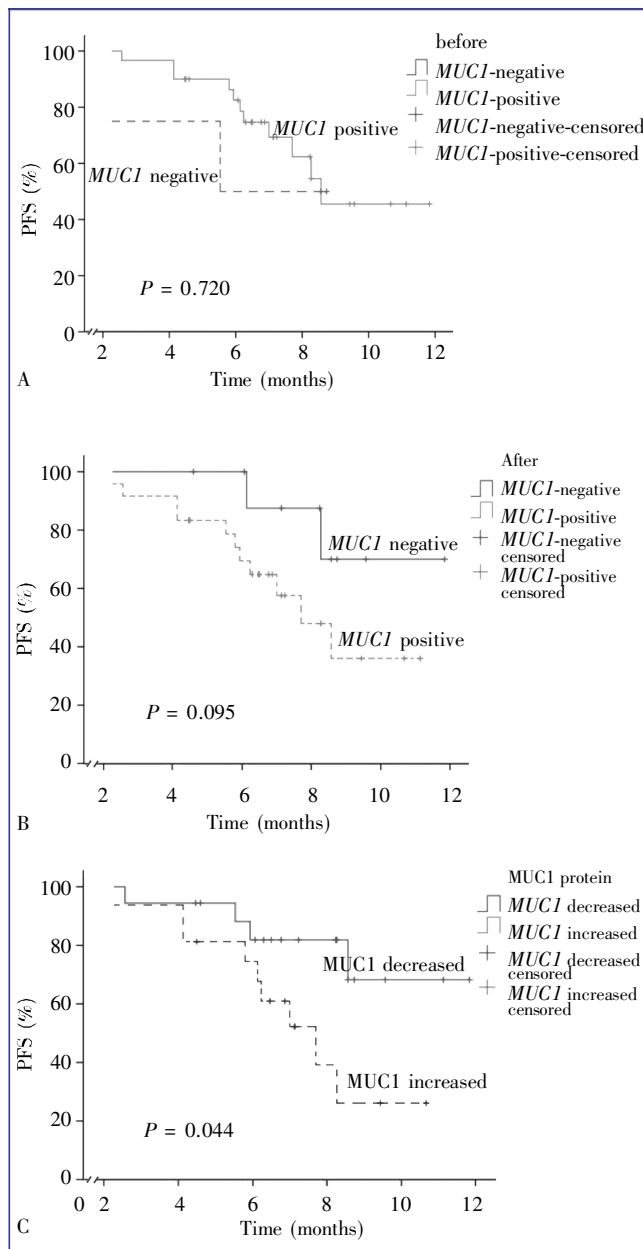 before
MUC1-negative
MUC1-positive
MUC1-negative-censored
MUC1-positive-censored
100
80
60
40
20
0
PFS (%)
MUC1 positive
MUC1 negative
P = 0.720
2 4 6 8 10 12
Time (months)
A
After
MUC1-negative
MUC1-positive
MUC1-negative
censored
MUC1-positive
censored
100
80
60
40
20
0
PFS (%)
MUC1 negative
MUC1 positive
P = 0.095
2 4 6 8 10 12
Time (months)
B
MUC1 protein
MUC1 decreased
MUC1 increased
MUC1 decreased
censored
MUC1 increased
censored
100
80
60
40
20
0
PFS (%)
MUC1 decreased
MUC1 increased
P = 0.044
0 2 4 6 8 10 12
Time (months)
C